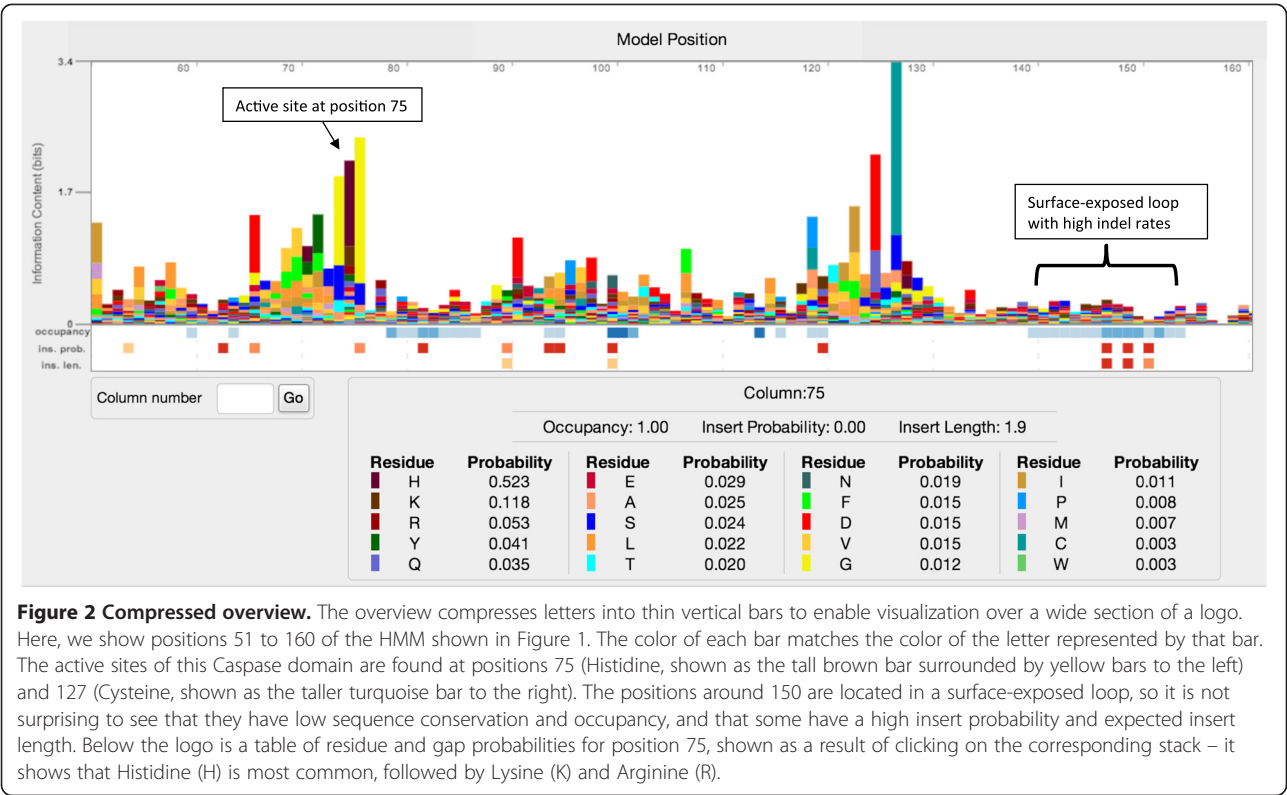 Model Position
3.4
60 70 80 90 100 110 120 130 140 150 160
Active site at position 75
Information Content (bits)
1.7
Surface-exposed loop
with high indel rates
0
occupancy
ins. prob.
ins. len.
Column number Go
Column:75
Occupancy: 1.00 Insert Probability: 0.00 Insert Length: 1.9
Residue Probability Residue Probability Residue Probability Residue Probability
H 0.523 E 0.029 N 0.019 I 0.011
K 0.118 A 0.025 F 0.015 P 0.008
R 0.053 S 0.024 D 0.015 M 0.007
Y 0.041 L 0.022 V 0.015 C 0.003
Q 0.035 T 0.020 G 0.012 W 0.003
Figure 2 Compressed overview. The overview compresses letters into thin vertical bars to enable visualization over a wide section of a logo.
Here, we show positions 51 to 160 of the HMM shown in Figure 1. The color of each bar matches the color of the letter represented by that bar.
The active sites of this Caspase domain are found at positions 75 (Histidine, shown as the tall brown bar surrounded by yellow bars to the left)
and 127 (Cysteine, shown as the taller turquoise bar to the right). The positions around 150 are located in a surface-exposed loop, so it is not
surprising to see that they have low sequence conservation and occupancy, and that some have a high insert probability and expected insert
length. Below the logo is a table of residue and gap probabilities for position 75, shown as a result of clicking on the corresponding stack – it
shows that Histidine (H) is most common, followed by Lysine (K) and Arginine (R).